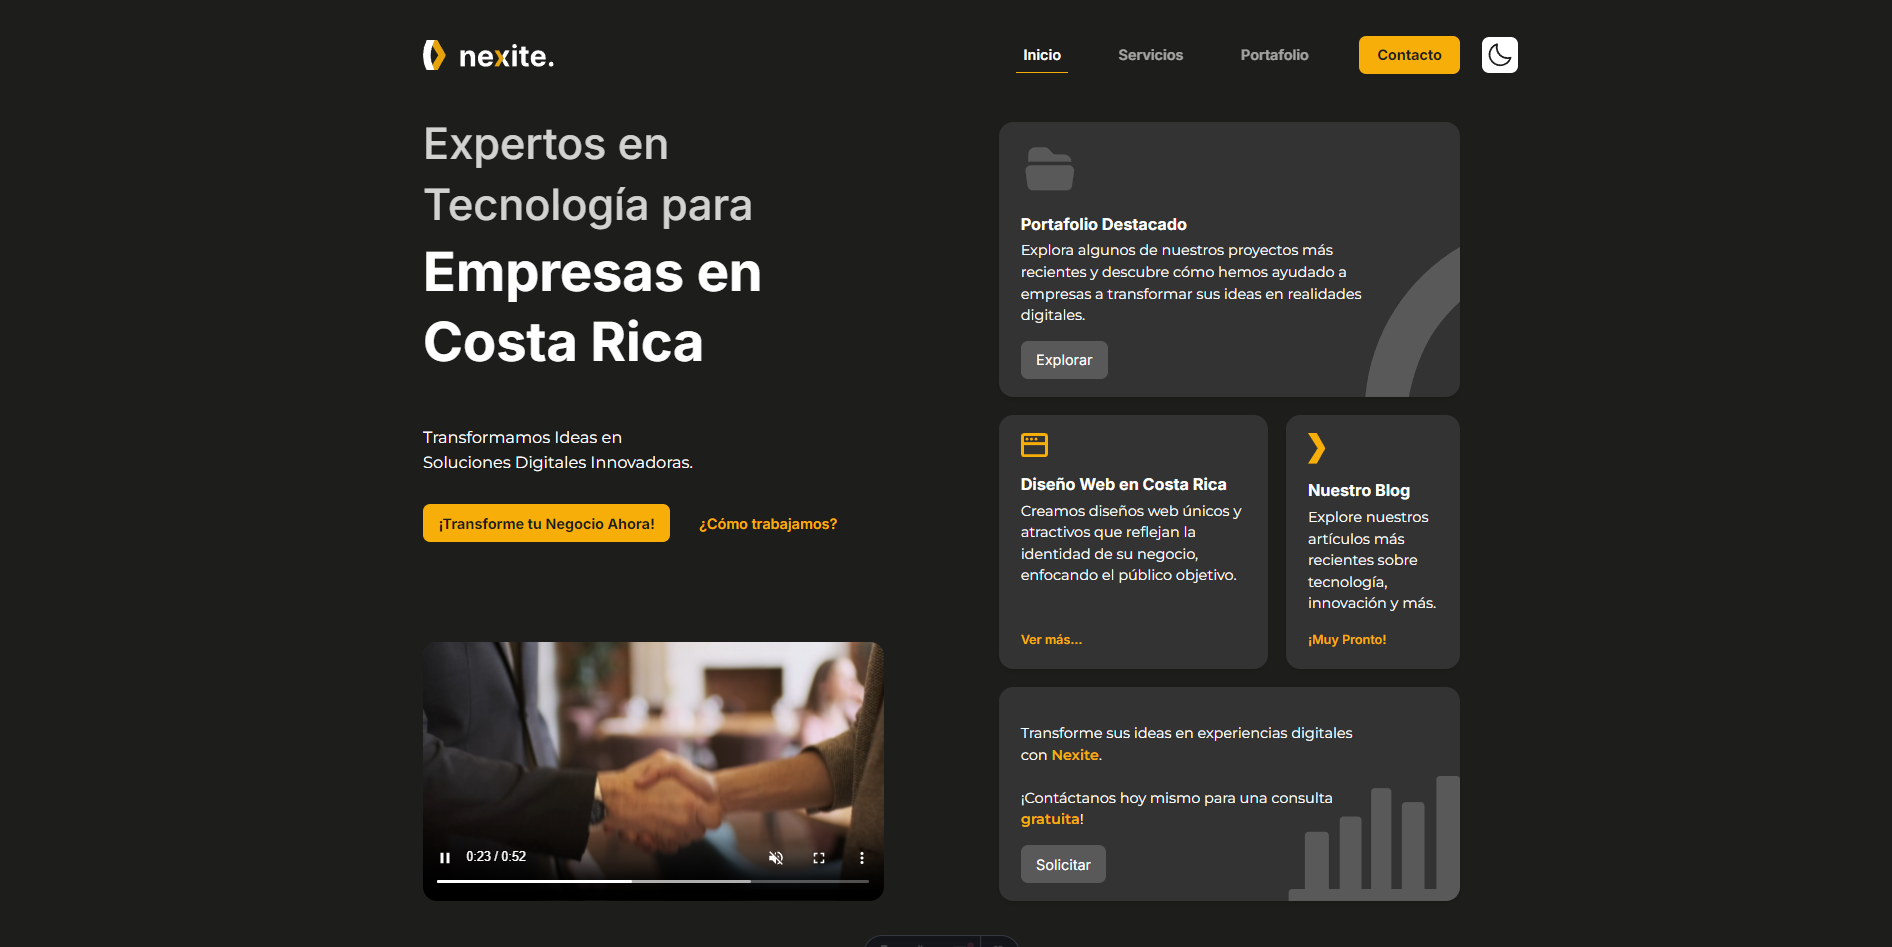 nexite.
Inicio
Servicios
Portafolio
Contacto
Expertos en
Tecnología para
Empresas en
Costa Rica
Transformamos Ideas en
Soluciones Digitales Innovadoras.
¡Transforme tu Negocio Ahora!
¿Cómo trabajamos?
0:23 / 0:52
Portafolio Destacado
Explora algunos de nuestros proyectos más
recientes y descubre cómo hemos ayudado a
empresas a transformar sus ideas en realidades
digitales.
Explorar
Diseño Web en Costa Rica
Creamos diseños web únicos y
atractivos que reflejan la
identidad de su negocio,
enfocando el público objetivo.
Ver más...
Nuestro Blog
Explore nuestros
artículos más
recientes sobre
tecnología,
innovación y más.
¡Muy Pronto!
Transforme sus ideas en experiencias digitales
con Nexite.
¡Contáctanos hoy mismo para una consulta
gratuita!
Solicitar